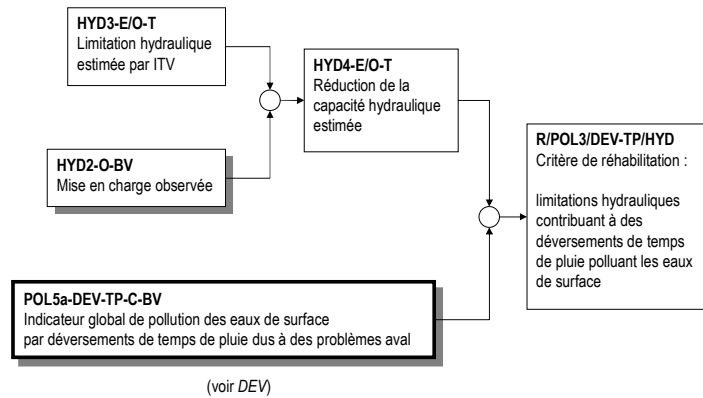 HYD3-E/O-T
Limitation hydraulique
estimée par ITV
HYD4-E/O-T
Réduction de la
capacité hydraulique
estimée
HYD2-O-BV
Mise en charge observée
R/POL3/DEV-TP/HYD
Critère de réhabilitation :
limitations hydrauliques
contribuant à des
déversements de temps
de pluie polluant les eaux
de surface
POL5a-DEV-TP-C-BV
Indicateur global de pollution des eaux de surface
par déversements de temps de pluie dus à des problèmes aval
(voir DEV)